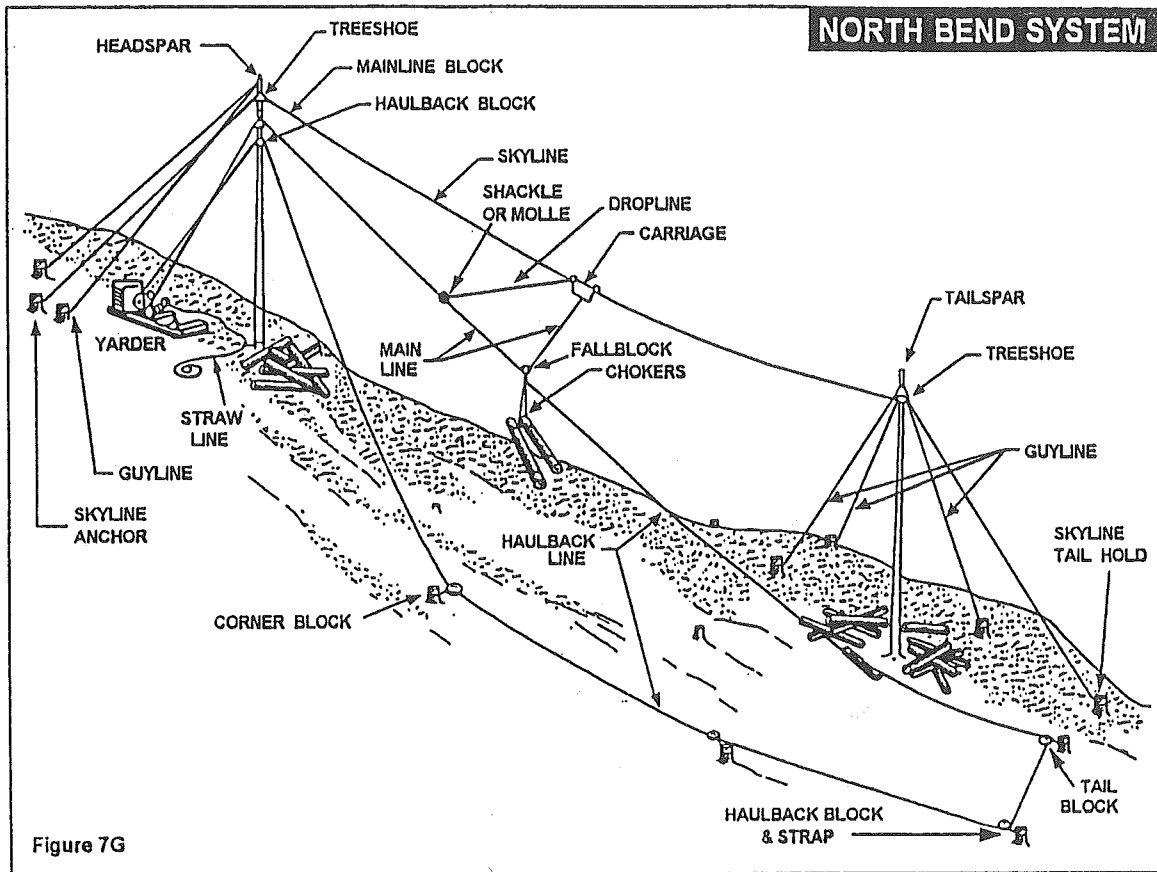 NORTH BEND SYSTEM
TREESHOE
HEADSPAR
MAINLINE BLOCK
HAULBACK BLOCK
SKYLINE
SHACKLE
OR MOLLE
DROPLINE
CARRIAGE
TAILSPAR
TREESHOE
YARDER
MAIN
LINE
FALLBLOCK
CHOKERS
STRAW
LINE
GUYLINE
GUYLINE
SKYLINE
ANCHOR
HAULBACK
LINE
SKYLINE
TAIL HOLD
CORNER BLOCK
TAIL
BLOCK
HAULBACK BLOCK
& STRAP
Figure 7G